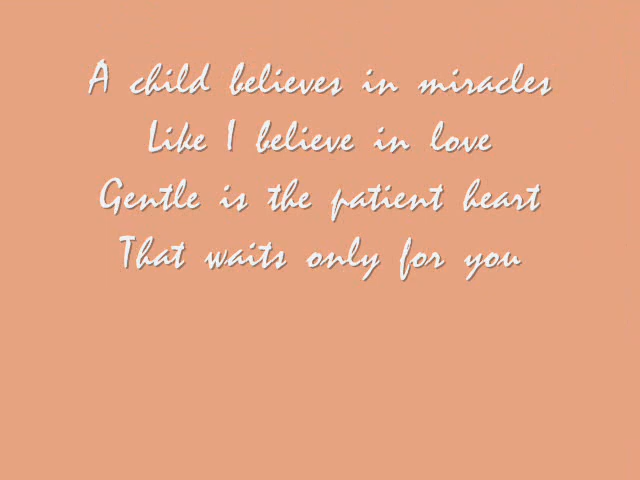 A child believes in miracles
Like I believe in love
Gentle is the patient heart
That waits only for you